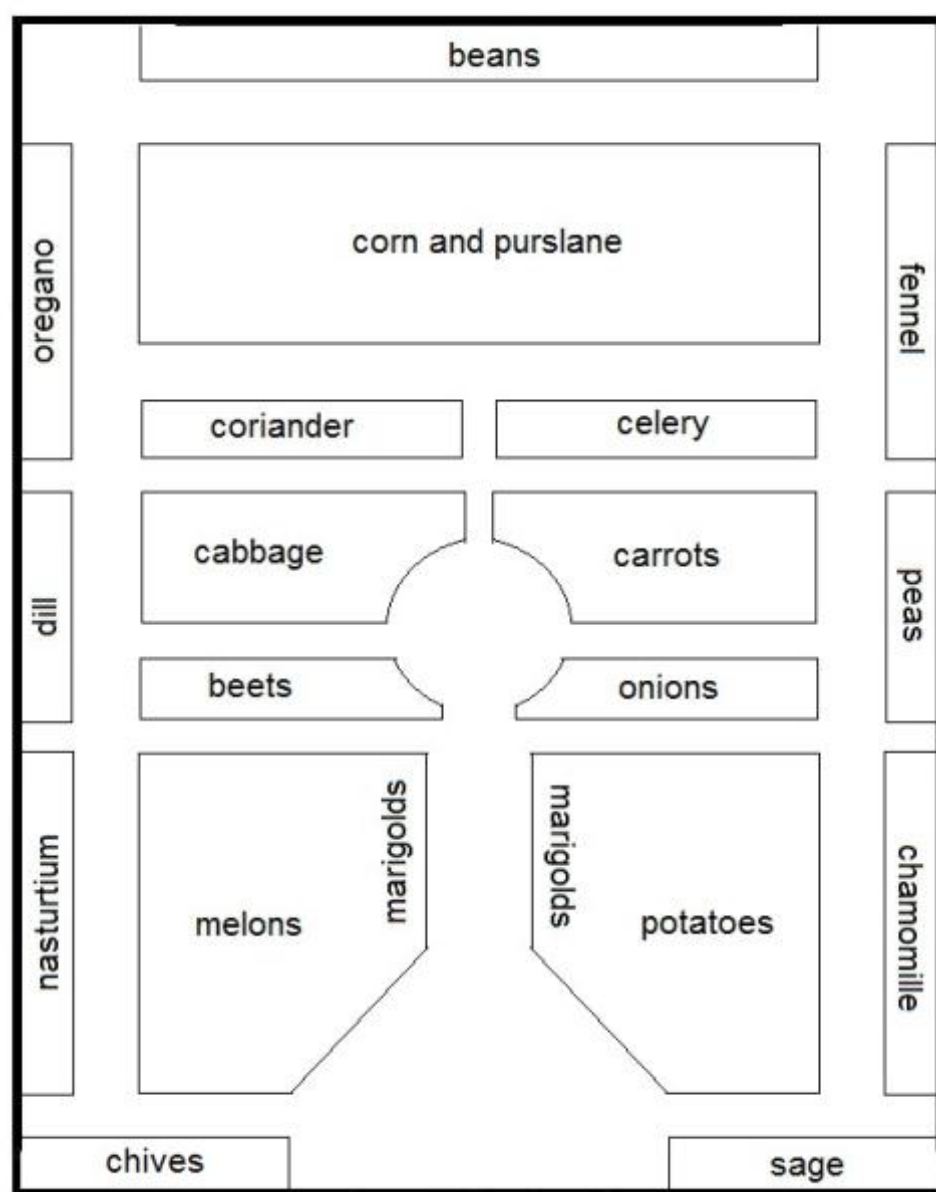 beans
oregano
corn and purslane
fennel
coriander
celery
dill
cabbage
carrots
peas
beets
onions
nasturtium
melons
marigolds
marigolds
potatoes
chamomille
chives
sage